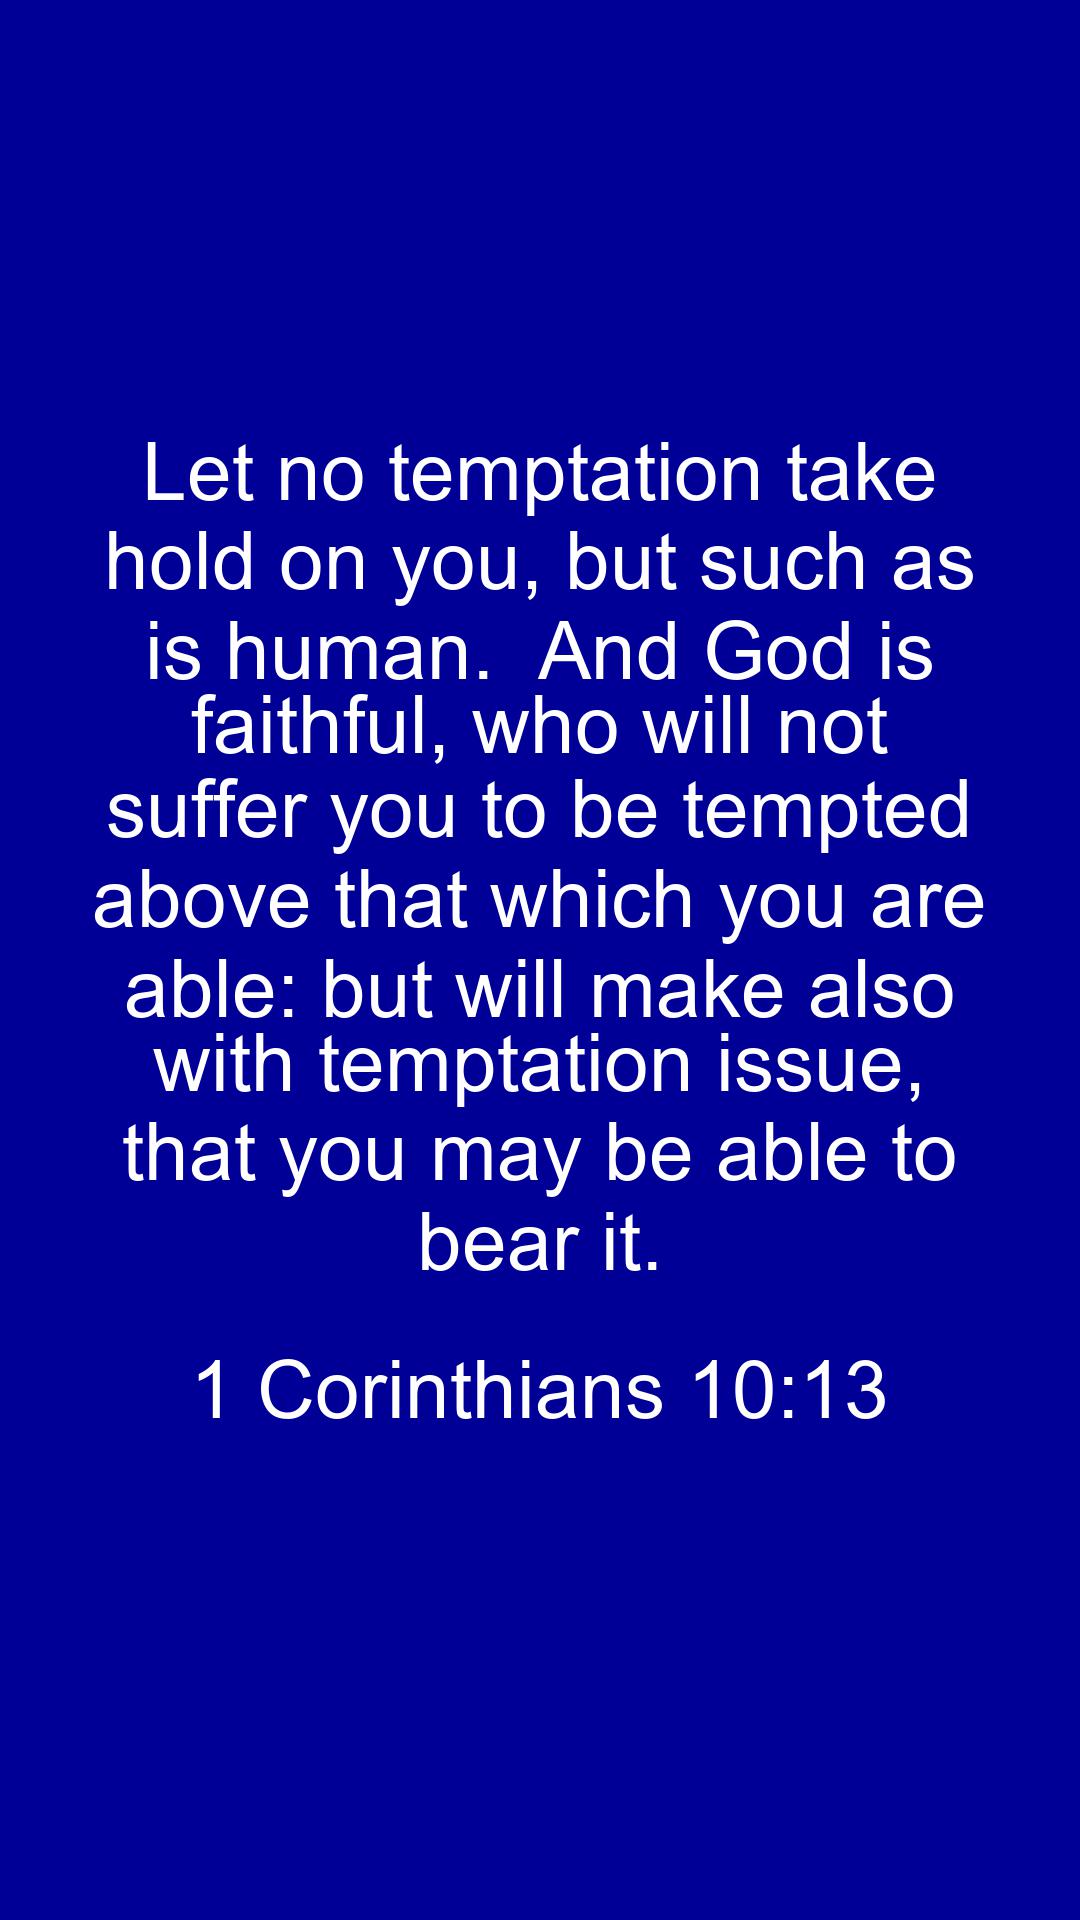 Let no temptation take
hold on you, but such as
is human.  And God is
faithful, who will not
suffer you to be tempted
above that which you are
able: but will make also
with temptation issue,
that you may be able to
bear it.
1 Corinthians 10:13